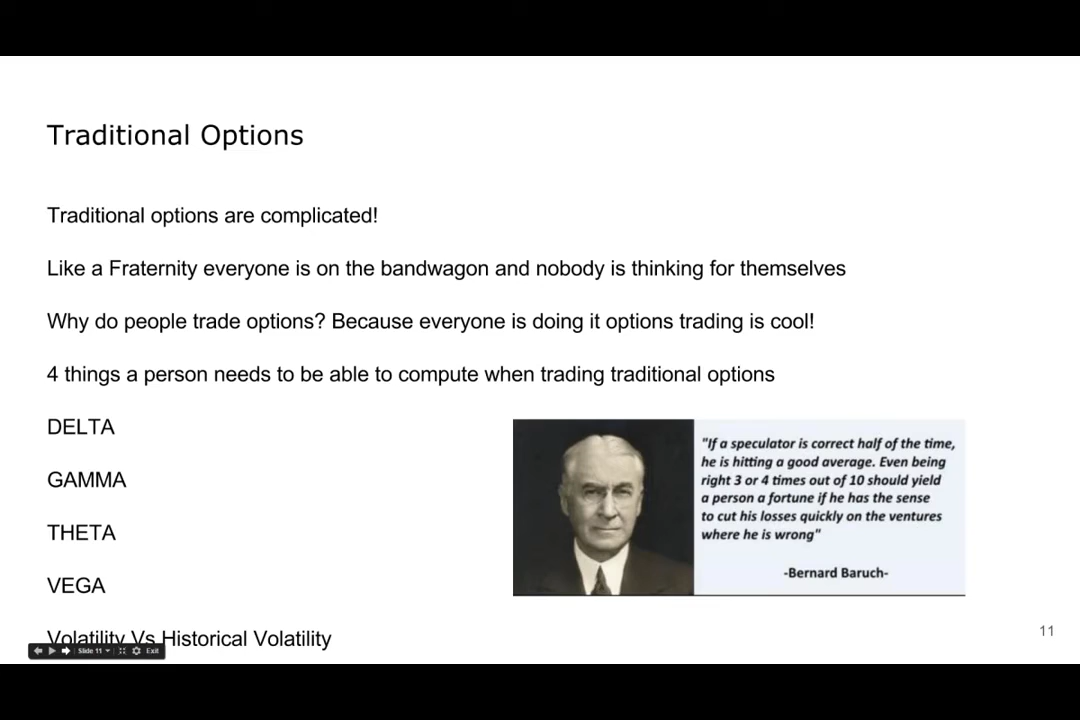 Traditional Options
Traditional options are complicated!
Like a Fraternity everyone is on the bandwagon and nobody is thinking for themselves
Why do people trade options? Because everyone is doing it options trading is cool!
4 things a person needs to be able to compute when trading traditional options
DELTA
GAMMA
THETA
VEGA
Volatility Vs Historical Volatility
"If a speculator is correct half of the time,
he is hitting a good average. Even being
right 3 or 4 times out of 10 should yield
a person a fortune if he has the sense
to cut his losses quickly on the ventures
where he is wrong"
-Bernard Baruch-
11
Slide 11
Exit